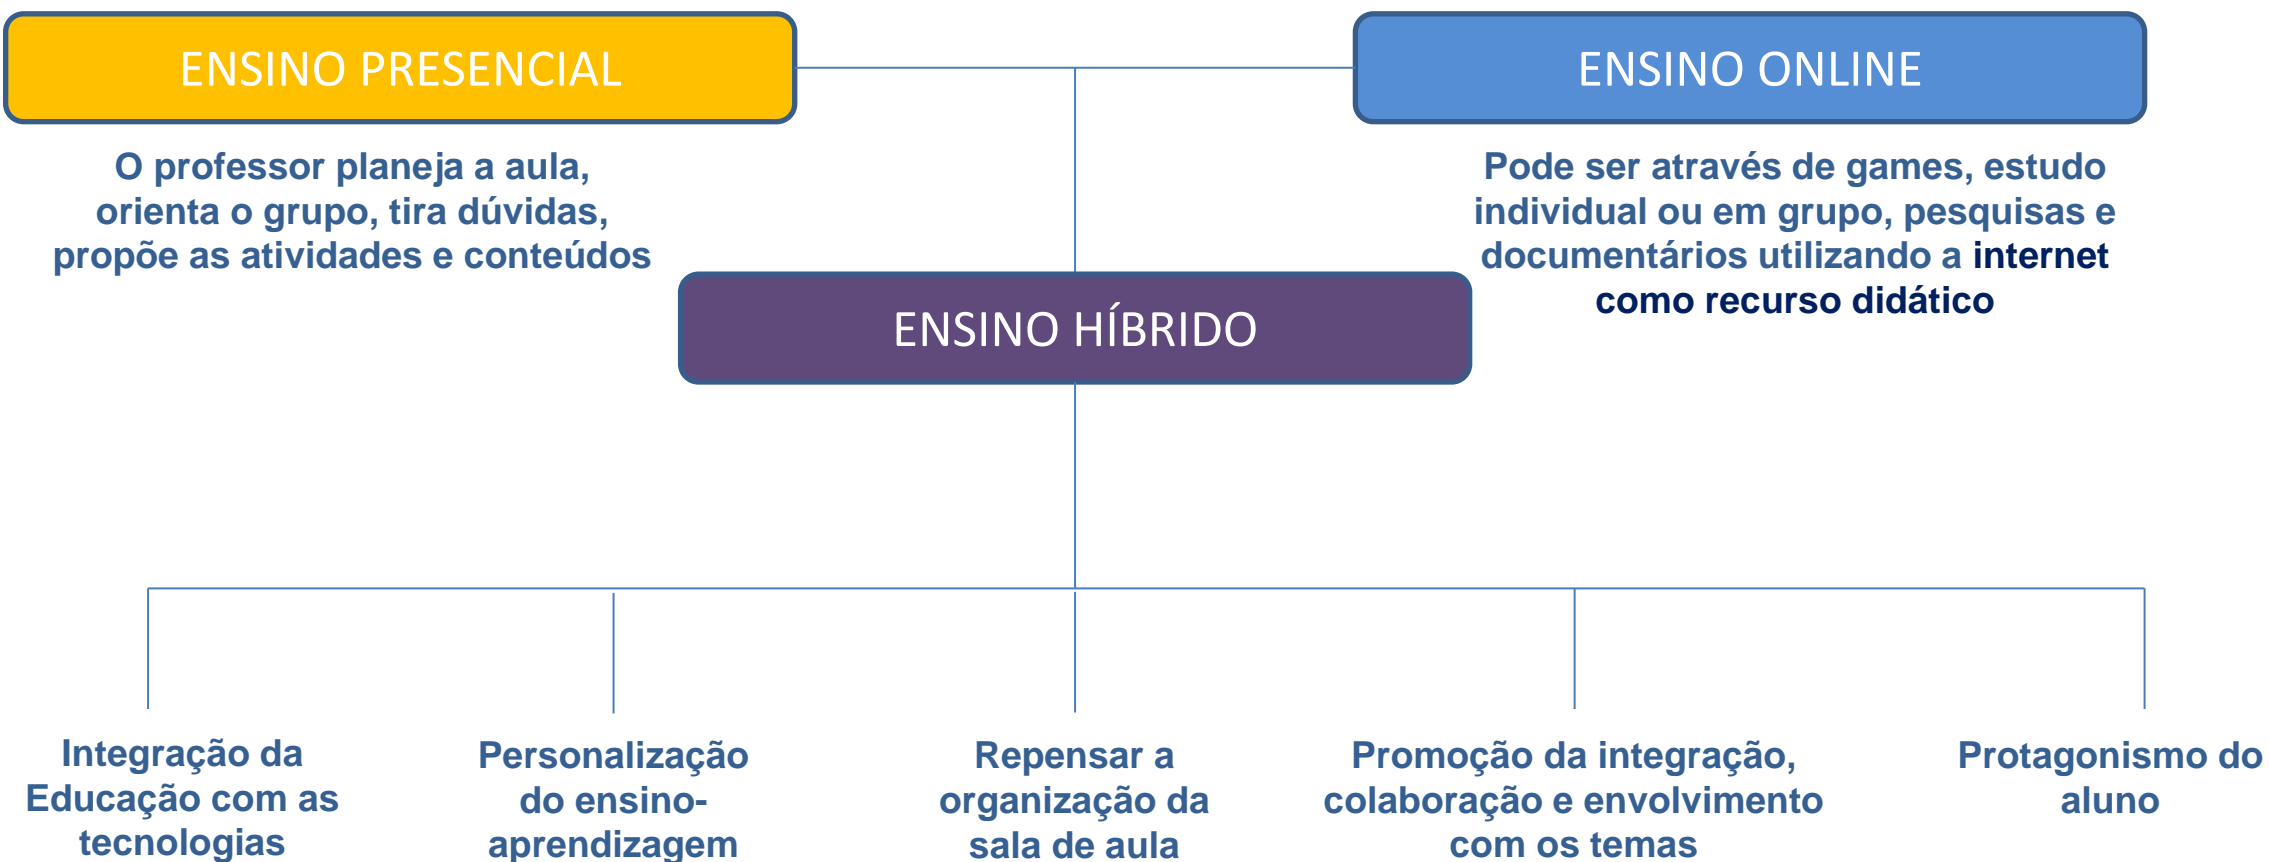 ENSINO PRESENCIAL
O professor planeja a aula,
orienta o grupo, tira dúvidas,
propõe as atividades e conteúdos
ENSINO ONLINE
Pode ser através de games, estudo
individual ou em grupo, pesquisas e
documentários utilizando a internet
como recurso didático
ENSINO HÍBRIDO
Integração da
Educação com as
tecnologias
Personalização
do ensino-
aprendizagem
Repensar a
organização da
sala de aula
Promoção da integração,
colaboração e envolvimento
com os temas
Protagonismo do
aluno